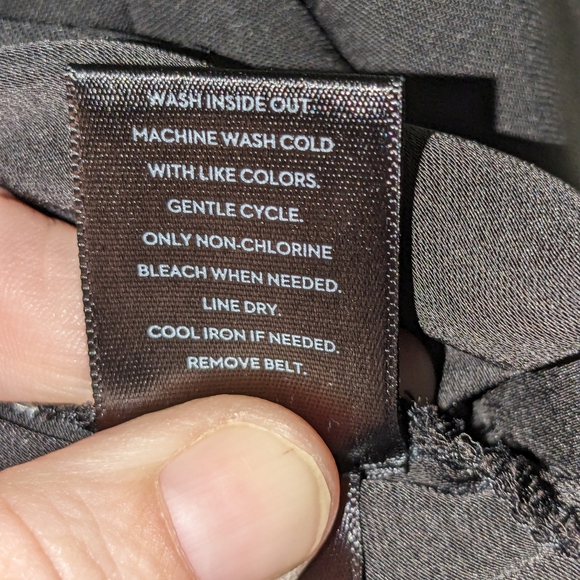 WASH INSIDE OUT.
MACHINE WASH COLD
WITH LIKE COLORS.
GENTLE CYCLE.
ONLY NON-CHLORINE
BLEACH WHEN NEEDED.
LINE DRY.
COOL IRON IF NEEDED.
REMOVE BELT.